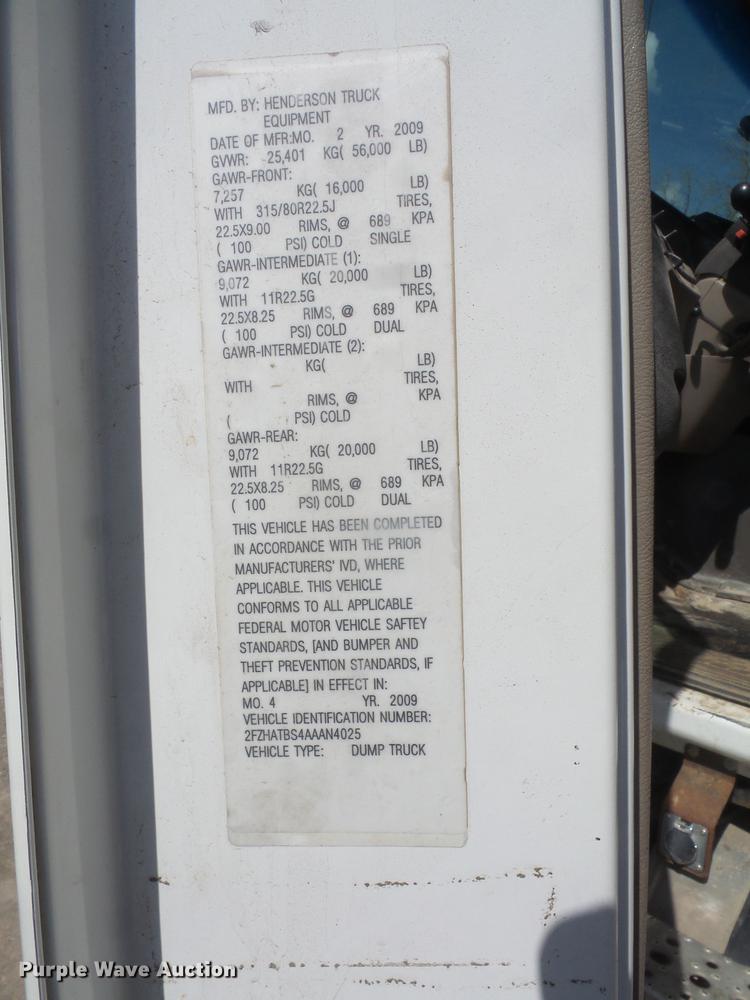 MFD. BY: HENDERSON TRUCK
EQUIPMENT
DATE OF MFR:MO. 2 YR. 2009
GVWR: 25,401 KG( 56,000 LB)
GAWR-FRONT:
7,257 KG( 16,000 LB)
WITH 315/80R22.5J TIRES,
22.5X9.00 RIMS, @ 689 KPA
( 100 PSI) COLD SINGLE
GAWR-INTERMEDIATE (1):
9,072 KG( 20,000 LB)
WITH 11R22.5G TIRES,
22.5X8.25 RIMS, @ 689 KPA
( 100 PSI) COLD DUAL
GAWR-INTERMEDIATE (2):
KG( LB)
WITH TIRES,
RIMS, @ KPA
( PSI) COLD
GAWR-REAR:
9,072 KG( 20,000 LB)
WITH 11R22.5G TIRES,
22.5X8.25 RIMS, @ 689 KPA
( 100 PSI) COLD DUAL
THIS VEHICLE HAS BEEN COMPLETED
IN ACCORDANCE WITH THE PRIOR
MANUFACTURERS' IVD, WHERE
APPLICABLE. THIS VEHICLE
CONFORMS TO ALL APPLICABLE
FEDERAL MOTOR VEHICLE SAFTEY
STANDARDS, [AND BUMPER AND
THEFT PREVENTION STANDARDS, IF
APPLICABLE] IN EFFECT IN:
MO. 4 YR. 2009
VEHICLE IDENTIFICATION NUMBER:
2FZHATBS4AAAN4025
VEHICLE TYPE: DUMP TRUCK
Purple Wave Auction